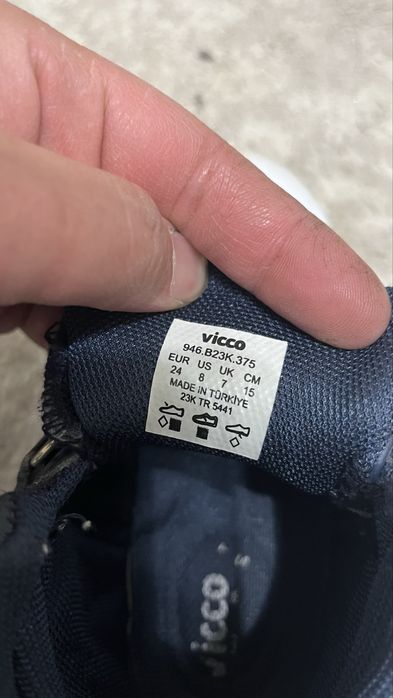 vicco
946.B23K.375
EUR US UK CM
24 8 7 15
MADE IN TÜRKİYE
23K TR 5441
vicco